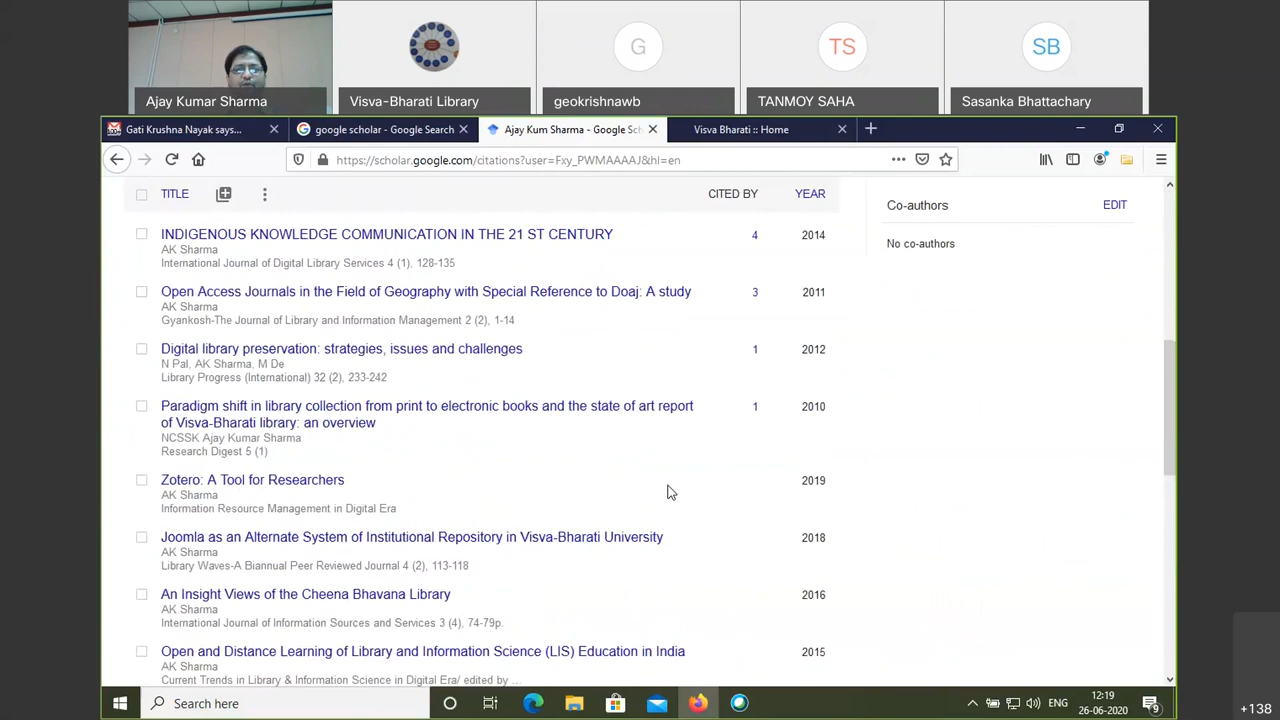 G
TS
SB
Ajay Kumar Sharma
Visva-Bharati Library
geokrishnawb
TANMOY SAHA
Sasanka Bhattachary
Gati Krushna Nayak says...
google scholar - Google Search
Ajay Kum Sharma - Google Sch
Visva Bharati :: Home
https://scholar.google.com/citations?user=Fxy_PWMAAAAJ&hl=en
TITLE
CITED BY
YEAR
Co-authors
EDIT
No co-authors
INDIGENOUS KNOWLEDGE COMMUNICATION IN THE 21 ST CENTURY
4
2014
AK Sharma
International Journal of Digital Library Services 4 (1), 128-135
Open Access Journals in the Field of Geography with Special Reference to Doaj: A study
3
2011
AK Sharma
Gyankosh-The Journal of Library and Information Management 2 (2), 1-14
Digital library preservation: strategies, issues and challenges
1
2012
N Pal, AK Sharma, M De
Library Progress (International) 32 (2), 233-242
Paradigm shift in library collection from print to electronic books and the state of art report
1
2010
of Visva-Bharati library: an overview
NCSSK Ajay Kumar Sharma
Research Digest 5 (1)
Zotero: A Tool for Researchers
2019
AK Sharma
Information Resource Management in Digital Era
Joomla as an Alternate System of Institutional Repository in Visva-Bharati University
2018
AK Sharma
Library Waves-A Biannual Peer Reviewed Journal 4 (2), 113-118
An Insight Views of the Cheena Bhavana Library
2016
AK Sharma
International Journal of Information Sources and Services 3 (4), 74-79p.
Open and Distance Learning of Library and Information Science (LIS) Education in India
2015
AK Sharma
Current Trends in Library & Information Science in Digital Era/ edited by ...
Search here
ENG
12:19
26-06-2020
9
+138